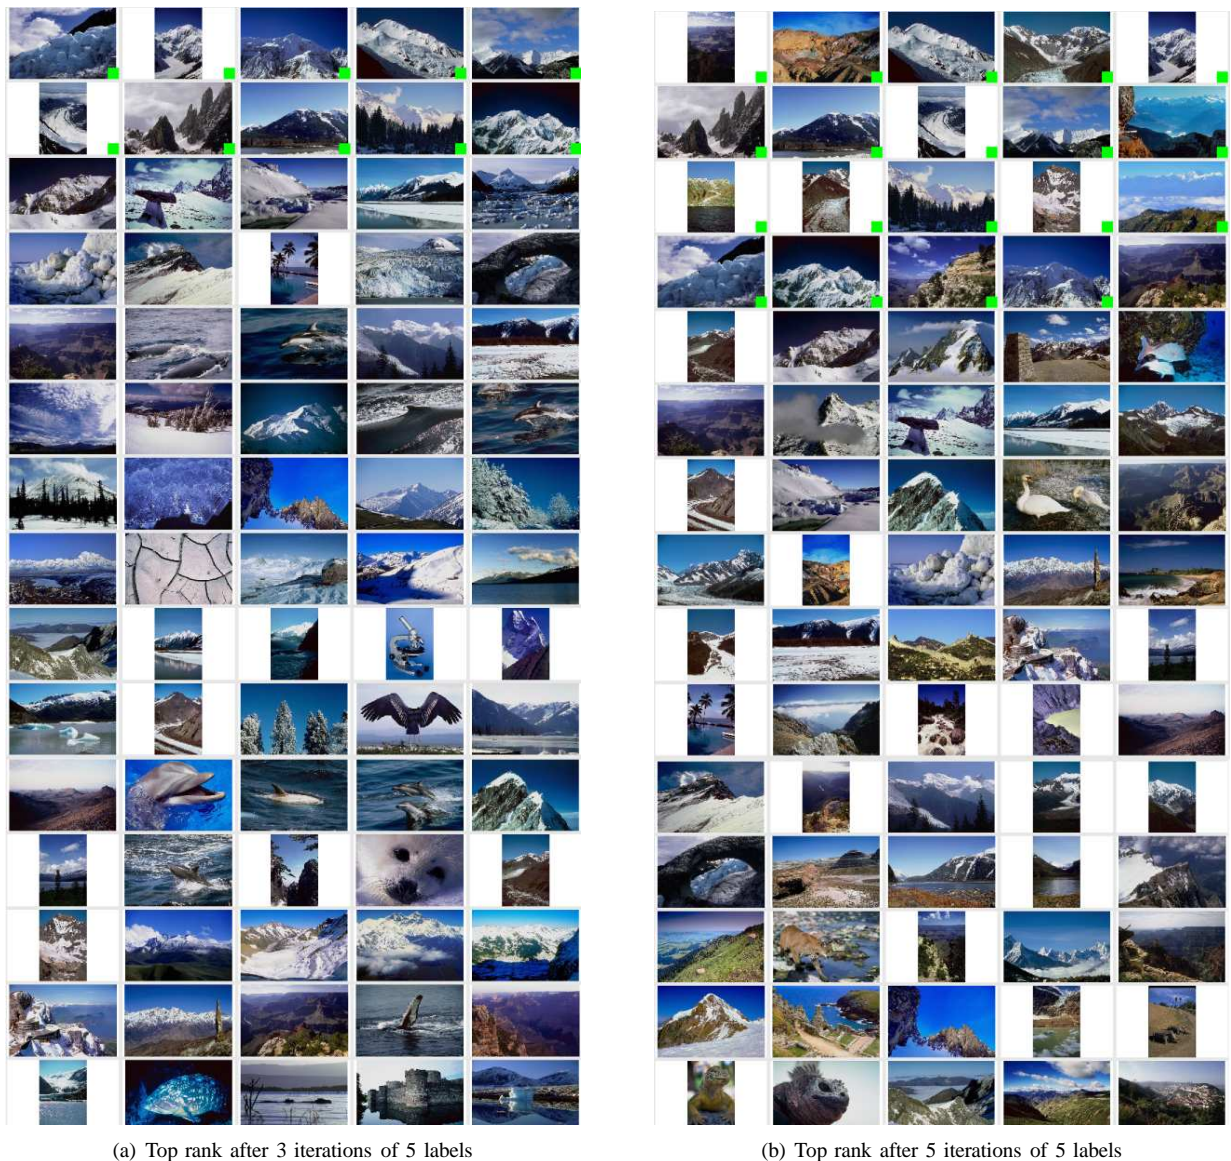 (a) Top rank after 3 iterations of 5 labels
(b) Top rank after 5 iterations of 5 labels